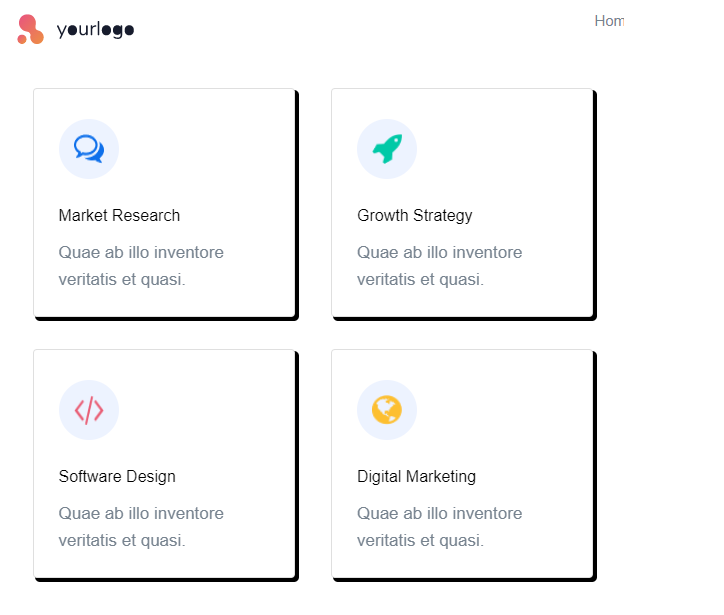 yourlogo
Hom
Market Research
Growth Strategy
Quae ab illo inventore
veritatis et quasi.
Quae ab illo inventore
veritatis et quasi.
Software Design
Digital Marketing
Quae ab illo inventore
veritatis et quasi.
Quae ab illo inventore
veritatis et quasi.